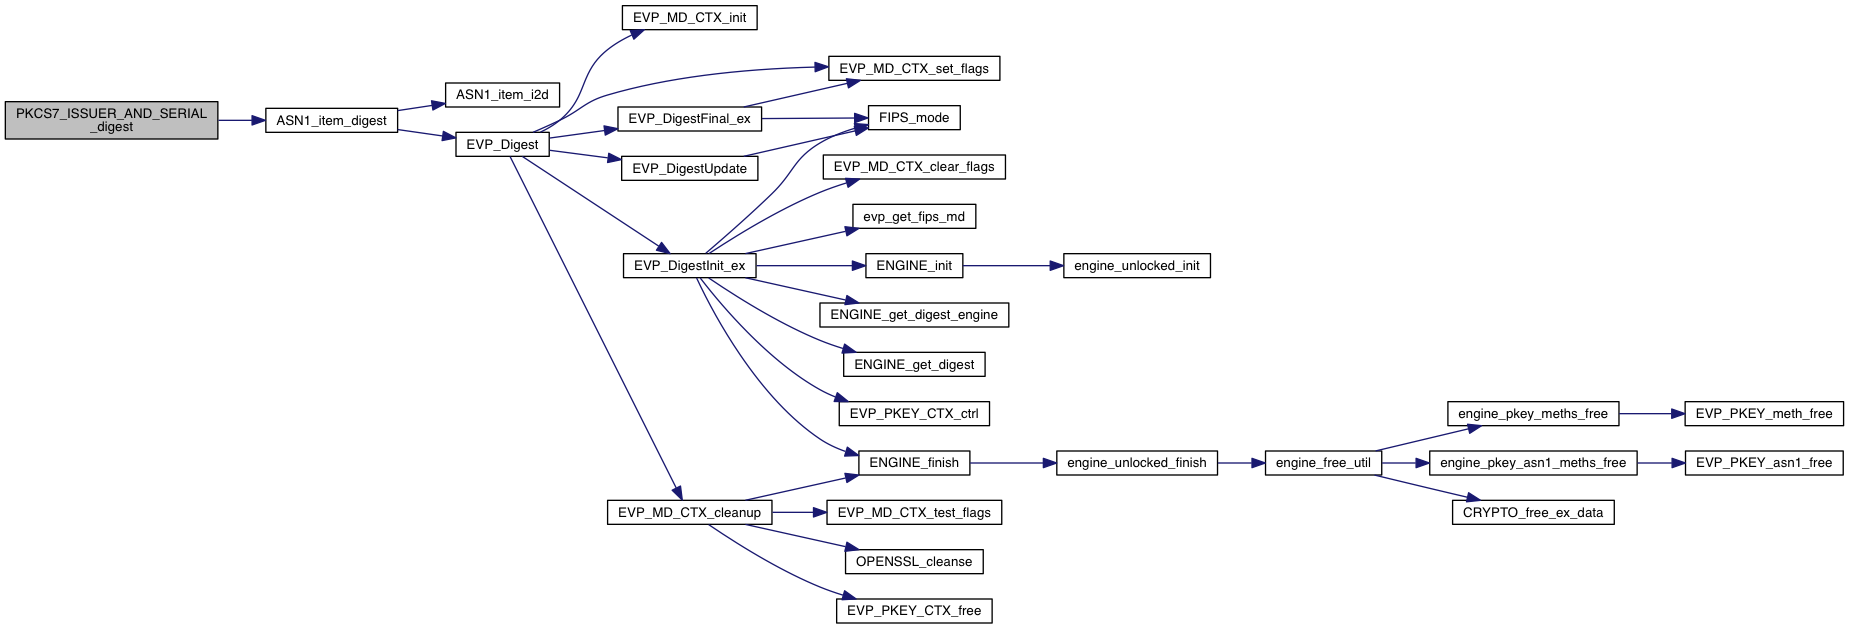 PKCS7_ISSUER_AND_SERIAL
_digest
ASN1_item_digest
ASN1_item_i2d
EVP_Digest
EVP_MD_CTX_init
EVP_MD_CTX_set_flags
EVP_DigestFinal_ex
FIPS_mode
EVP_DigestUpdate
EVP_MD_CTX_clear_flags
evp_get_fips_md
EVP_DigestInit_ex
ENGINE_init
engine_unlocked_init
ENGINE_get_digest_engine
ENGINE_get_digest
EVP_PKEY_CTX_ctrl
ENGINE_finish
engine_unlocked_finish
engine_free_util
engine_pkey_meths_free
EVP_PKEY_meth_free
engine_pkey_asn1_meths_free
EVP_PKEY_asn1_free
CRYPTO_free_ex_data
EVP_MD_CTX_cleanup
EVP_MD_CTX_test_flags
OPENSSL_cleanse
EVP_PKEY_CTX_free